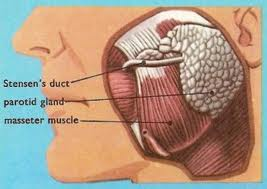 Stensen's duct
parotid gland
masseter muscle